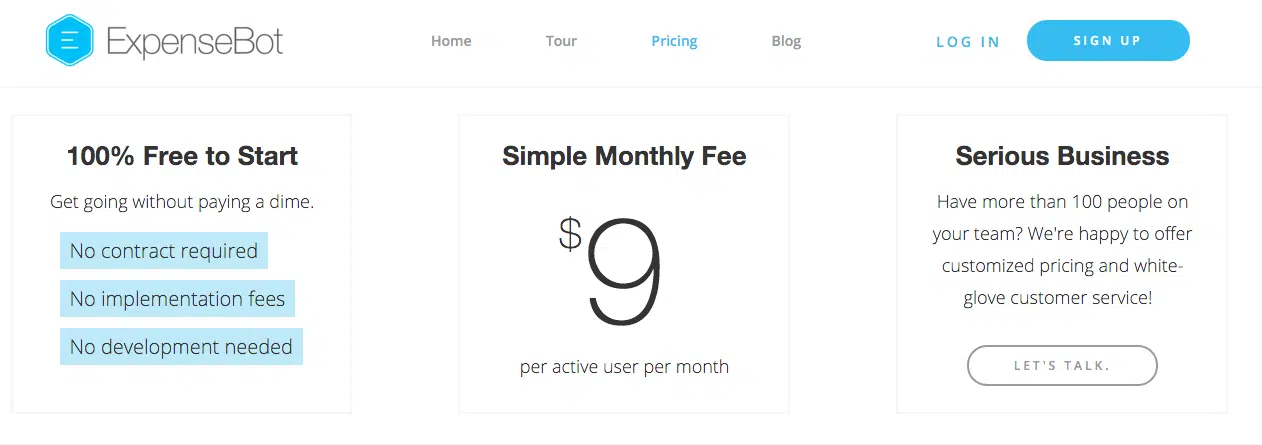 ExpenseBot
Home Tour Pricing Blog LOG IN SIGN UP
100% Free to Start
Get going without paying a dime.
No contract required
No implementation fees
No development needed
Simple Monthly Fee
$9
per active user per month
Serious Business
Have more than 100 people on
your team? We're happy to offer
customized pricing and white-
glove customer service!
LET'S TALK.